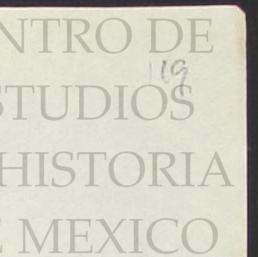 NTRO DE
19
STUDIOS
HISTORIA
E MEXICO